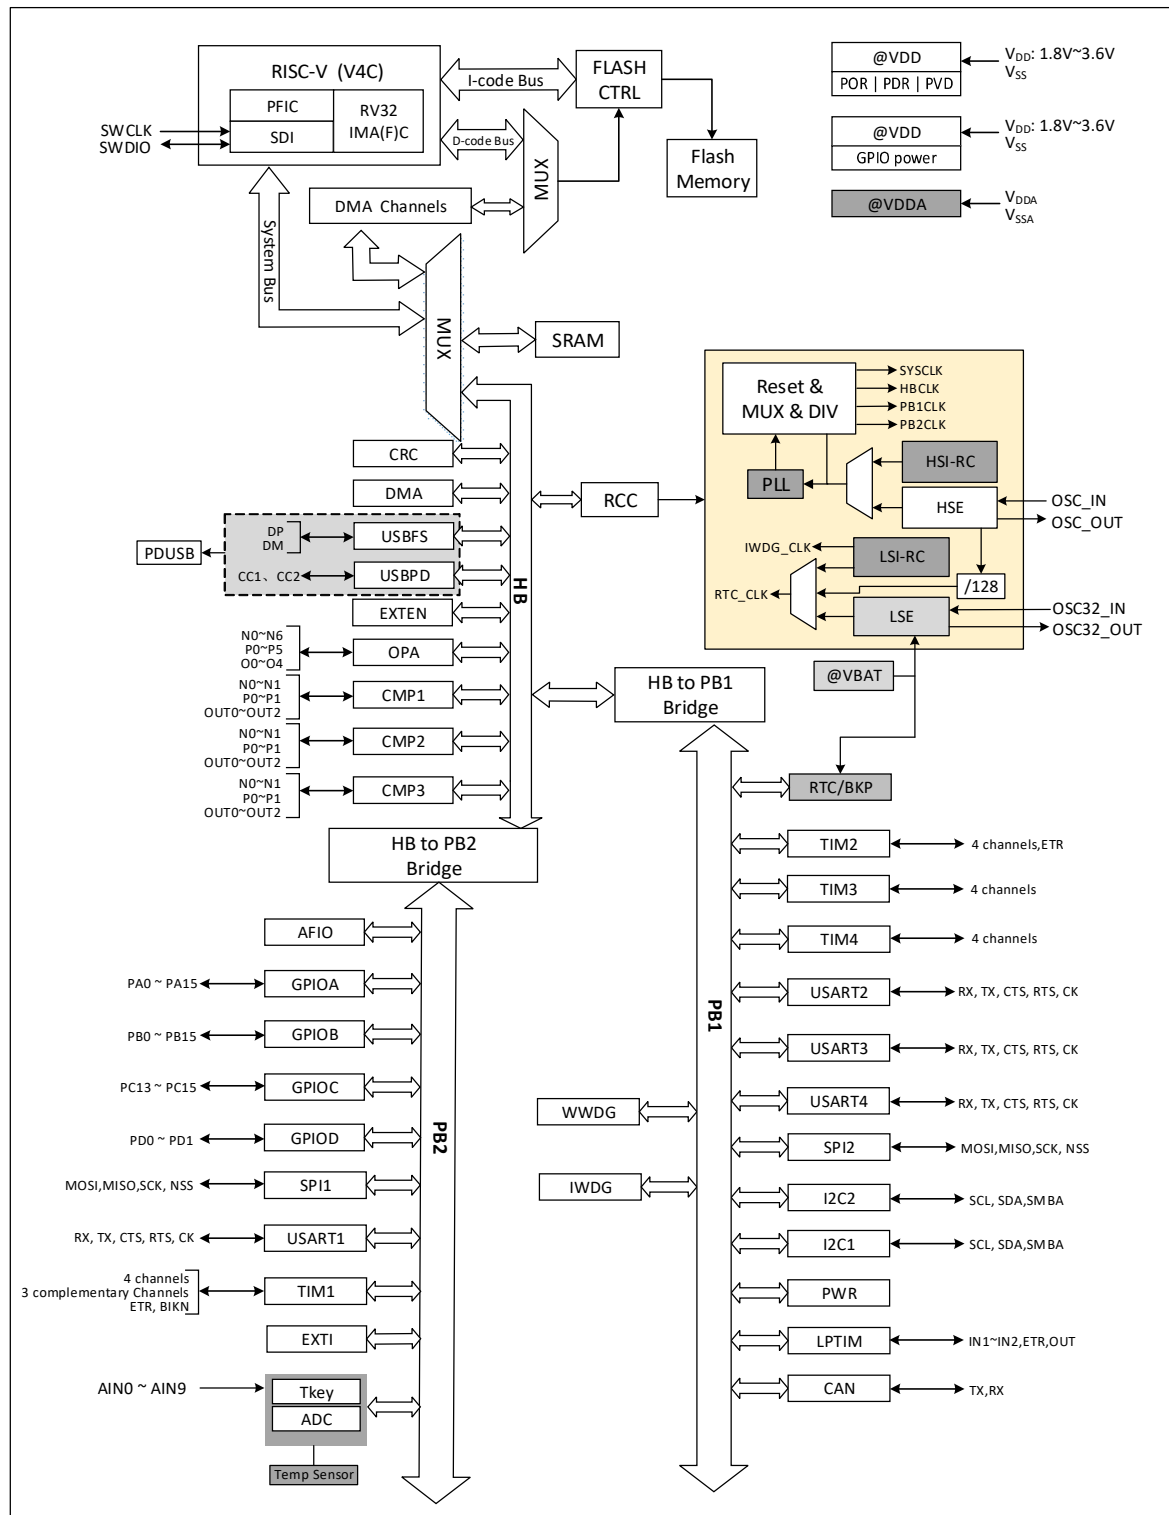 RISC-V (V4C)
PFIC
SDI
RV32
IMA(F)C
SWCLK
SWDIO
I-code Bus
D-code Bus
FLASH
CTRL
MUX
Flash
Memory
@VDD
POR | PDR | PVD
VDD: 1.8V~3.6V
VSS
@VDD
GPIO power
VDD: 1.8V~3.6V
VSS
@VDDA
VDDA
VSSA
DMA Channels
System Bus
MUX
SRAM
CRC
DMA
PDUSB
DP
DM
USBFS
CC1、CC2
USBPD
EXTEN
N0~N6
P0~P5
O0~O4
OPA
N0~N1
P0~P1
OUT0~OUT2
CMP1
N0~N1
P0~P1
OUT0~OUT2
CMP2
N0~N1
P0~P1
OUT0~OUT2
CMP3
HB
RCC
Reset &
MUX & DIV
SYSCLK
HBCLK
PB1CLK
PB2CLK
PLL
HSI-RC
HSE
OSC_IN
OSC_OUT
IWDG_CLK
LSI-RC
RTC_CLK
/128
LSE
OSC32_IN
OSC32_OUT
@VBAT
HB to PB1
Bridge
RTC/BKP
HB to PB2
Bridge
AFIO
PA0 ~ PA15
GPIOA
PB0 ~ PB15
GPIOB
PC13 ~ PC15
GPIOC
PD0 ~ PD1
GPIOD
MOSI,MISO,SCK, NSS
SPI1
RX, TX, CTS, RTS, CK
USART1
4 channels
3 complementary Channels
ETR, BIKN
TIM1
EXTI
AIN0 ~ AIN9
Tkey
ADC
Temp Sensor
PB2
WWDG
IWDG
PB1
TIM2
4 channels,ETR
TIM3
4 channels
TIM4
4 channels
USART2
RX, TX, CTS, RTS, CK
USART3
RX, TX, CTS, RTS, CK
USART4
RX, TX, CTS, RTS, CK
SPI2
MOSI,MISO,SCK, NSS
I2C2
SCL, SDA,SMBA
I2C1
SCL, SDA,SMBA
PWR
LPTIM
IN1~IN2,ETR,OUT
CAN
TX,RX